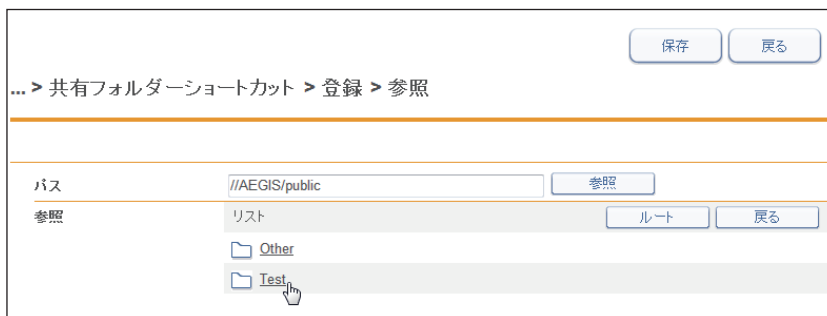 保存 戻る
... > 共有フォルダーショートカット > 登録 > 参照
パス //AEGIS/public 参照
参照 リスト ルート 戻る
Other
Test